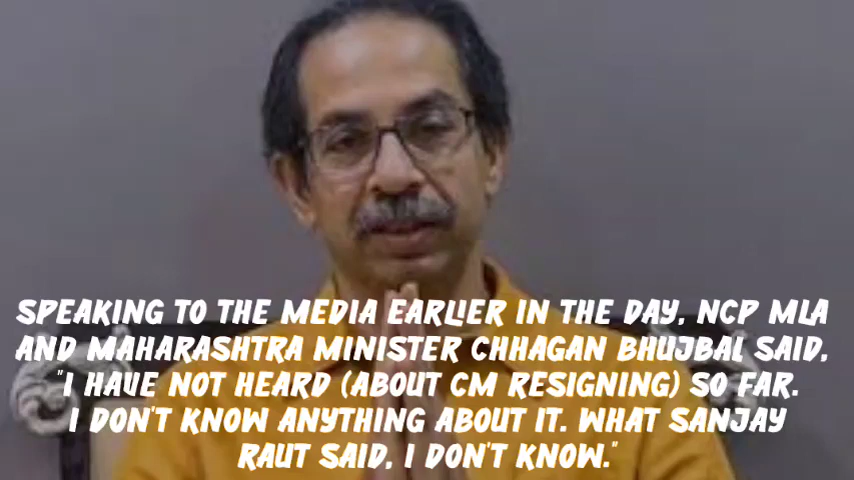 SPEAKING TO THE MEDIA EARLIER IN THE DAY, NCP MLA
AND MAHARASHTRA MINISTER CHHAGAN BHUJBAL SAID,
"I HAVE NOT HEARD (ABOUT CM RESIGNING) SO FAR.
I DON'T KNOW ANYTHING ABOUT IT. WHAT SANJAY
RAUT SAID, I DON'T KNOW."